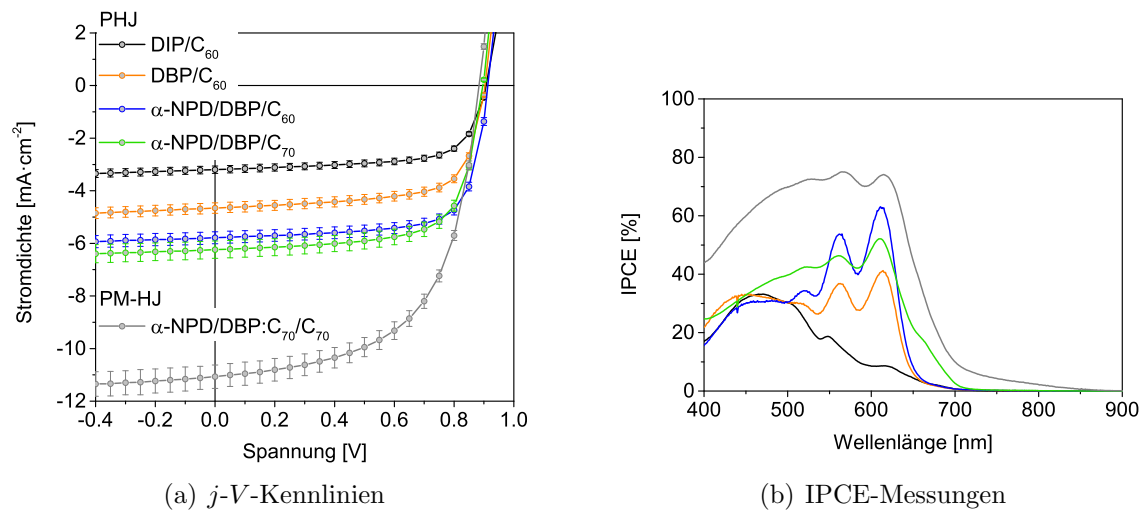 PHJ
DIP/C₆₀
DBP/C₆₀
α-NPD/DBP/C₆₀
α-NPD/DBP/C₇₀
PM-HJ
α-NPD/DBP:C₇₀/C₇₀
Stromdichte [mA·cm⁻²]
2
0
-2
-4
-6
-8
-10
-12
-0.4
-0.2
0.0
0.2
0.4
0.6
0.8
1.0
Spannung [V]
(a) j-V-Kennlinien
IPCE [%]
100
80
60
40
20
0
400
500
600
700
800
900
Wellenlänge [nm]
(b) IPCE-Messungen